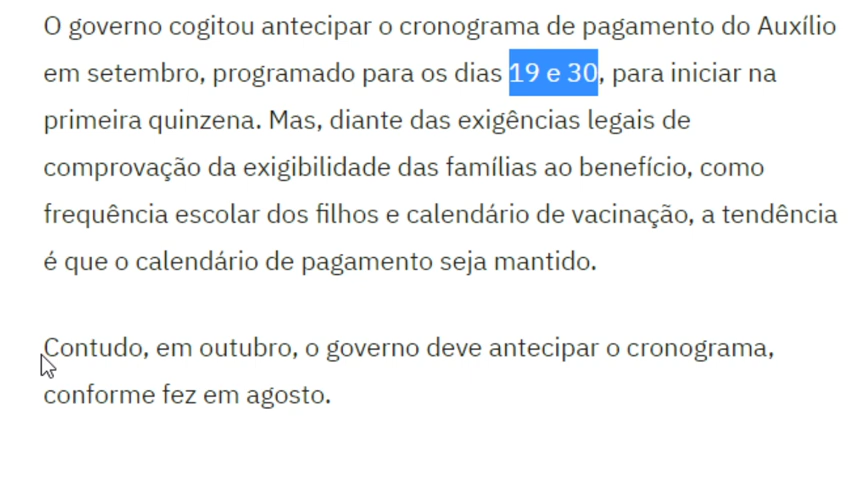 O governo cogitou antecipar o cronograma de pagamento do Auxílio
em setembro, programado para os dias 19 e 30, para iniciar na
primeira quinzena. Mas, diante das exigências legais de
comprovação da exigibilidade das famílias ao benefício, como
frequência escolar dos filhos e calendário de vacinação, a tendência
é que o calendário de pagamento seja mantido.
Contudo, em outubro, o governo deve antecipar o cronograma,
conforme fez em agosto.